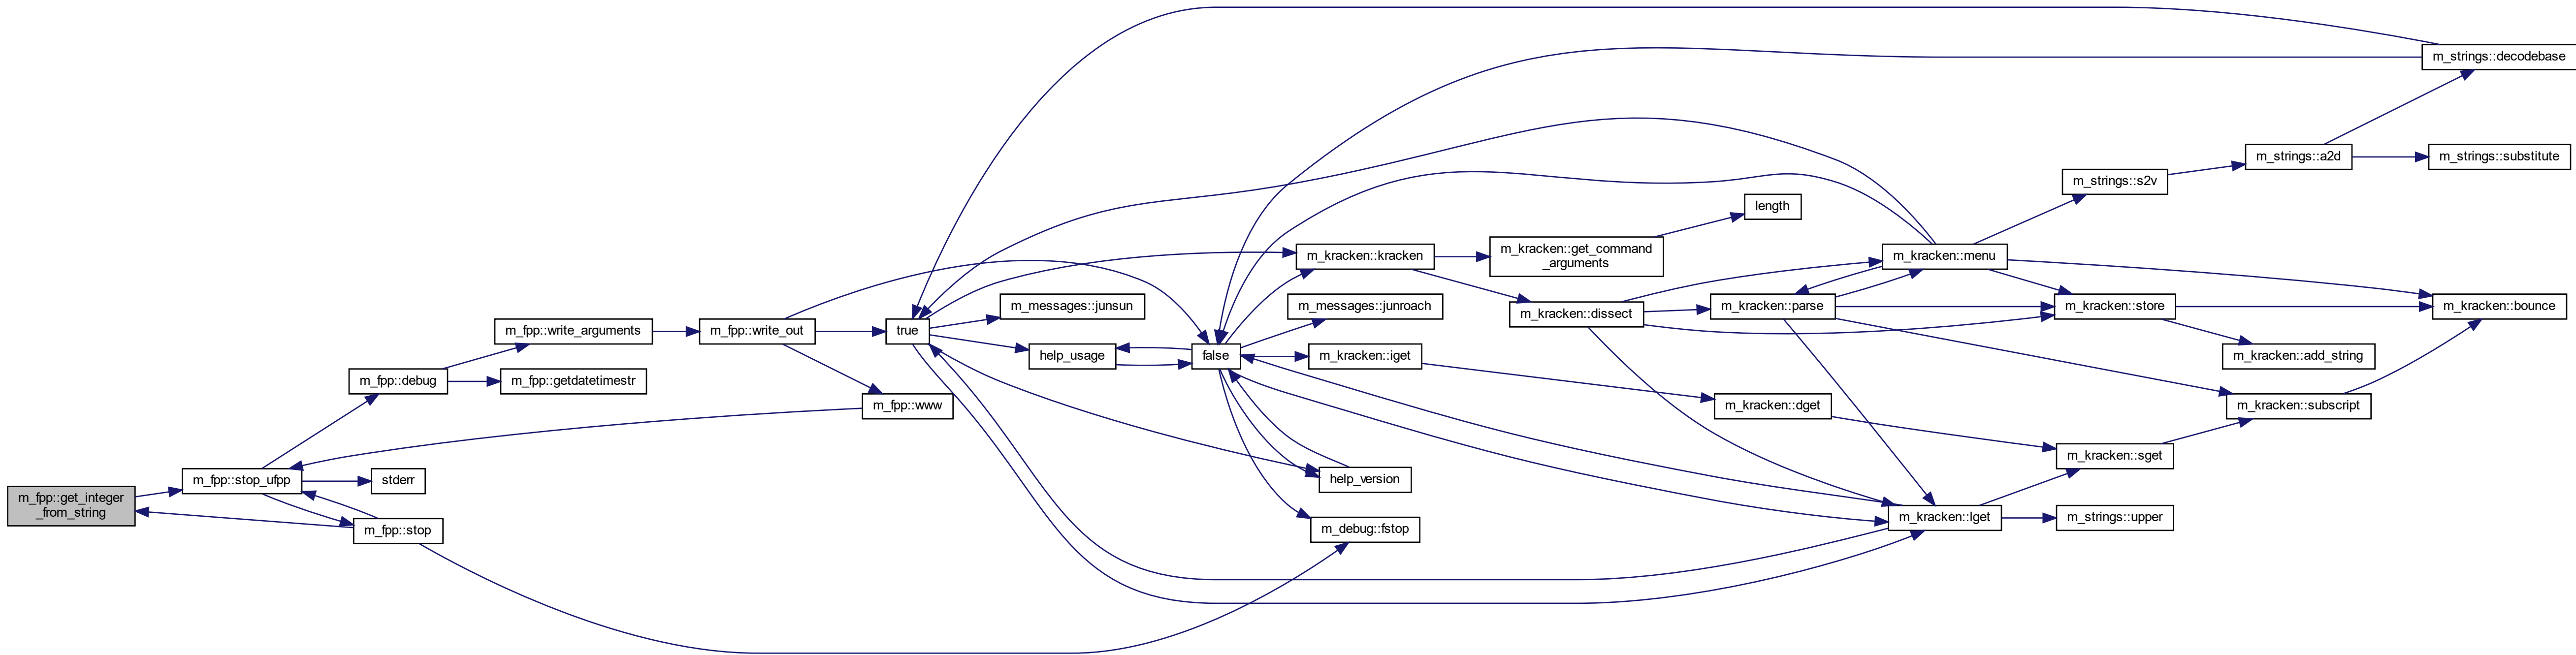 m_fpp::get_integer
_from_string
m_fpp::stop_ufpp
m_fpp::debug
stderr
m_fpp::stop
m_fpp::write_arguments
m_fpp::getdatetimestr
m_fpp::write_out
true
m_fpp::www
m_messages::junsun
help_usage
false
m_kracken::kracken
m_messages::junroach
m_kracken::iget
help_version
m_debug::fstop
m_kracken::get_command
_arguments
m_kracken::dissect
length
m_kracken::parse
m_kracken::dget
m_kracken::menu
m_kracken::lget
m_strings::s2v
m_kracken::store
m_kracken::sget
m_strings::upper
m_strings::a2d
m_kracken::add_string
m_kracken::subscript
m_strings::decodebase
m_strings::substitute
m_kracken::bounce